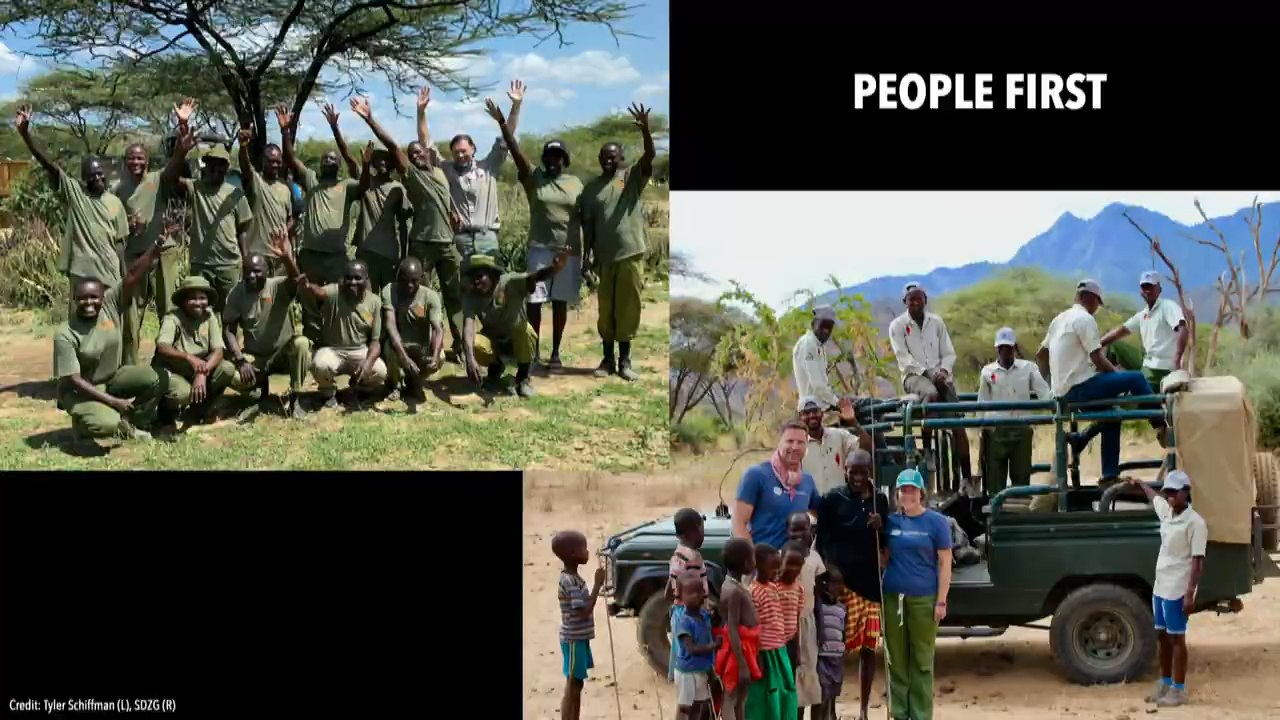 PEOPLE FIRST
Credit: Tyler Schiffman (L), SDZG (R)